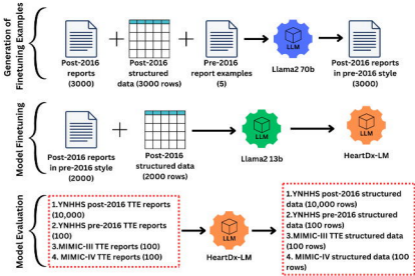 Generation of
Finetuning Examples
Post-2016
reports
(3000)
Post-2016
structured
data (3000 rows)
Pre-2016
report examples
(5)
LLM
Llama2 70b
Post-2016 reports
in pre-2016 style
(3000)
Model Finetuning
Post-2016 reports
in pre-2016 style
(2000)
Post-2016
structured data
(2000 rows)
LLM
Llama2 13b
LLM
HeartDx-LM
Model Evaluation
1.YNHHS post-2016 TTE reports
(10,000)
2.YNHHS pre-2016 TTE reports
(100)
3.MIMIC-III TTE reports (100)
4. MIMIC-IV TTE reports (100)
LLM
HeartDx-LM
1.YNHHS post-2016 structured
data (10,000 rows)
2.YNHHS pre-2016 structured
data (100 rows)
3.MIMIC-III TTE structured data
(100 rows)
4. MIMIC-IV TTE structured data (100
rows)